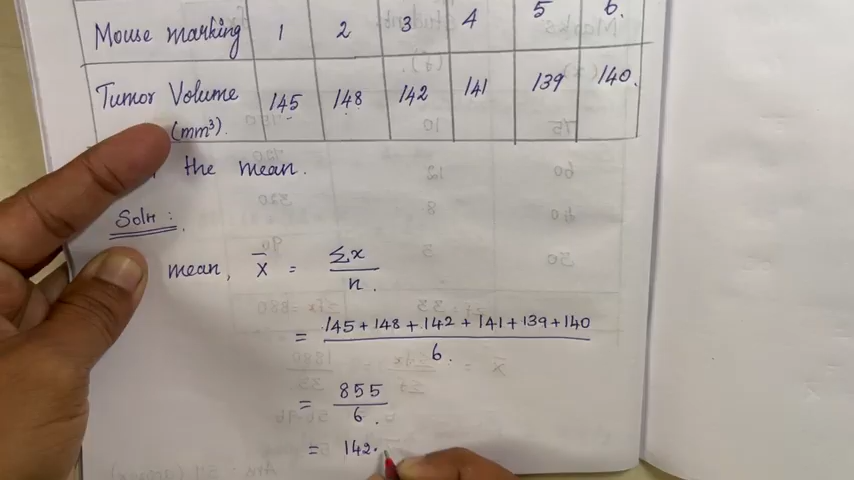 Mouse marking 1 2 3 4 5 6.
Tumor Volume (mm³). 145 148 142 141 139 140.
the mean.
Soln:.
mean, x̄ = Σx/n.
= 145+148+142+141+139+140/6.
= 855/6.
= 142.